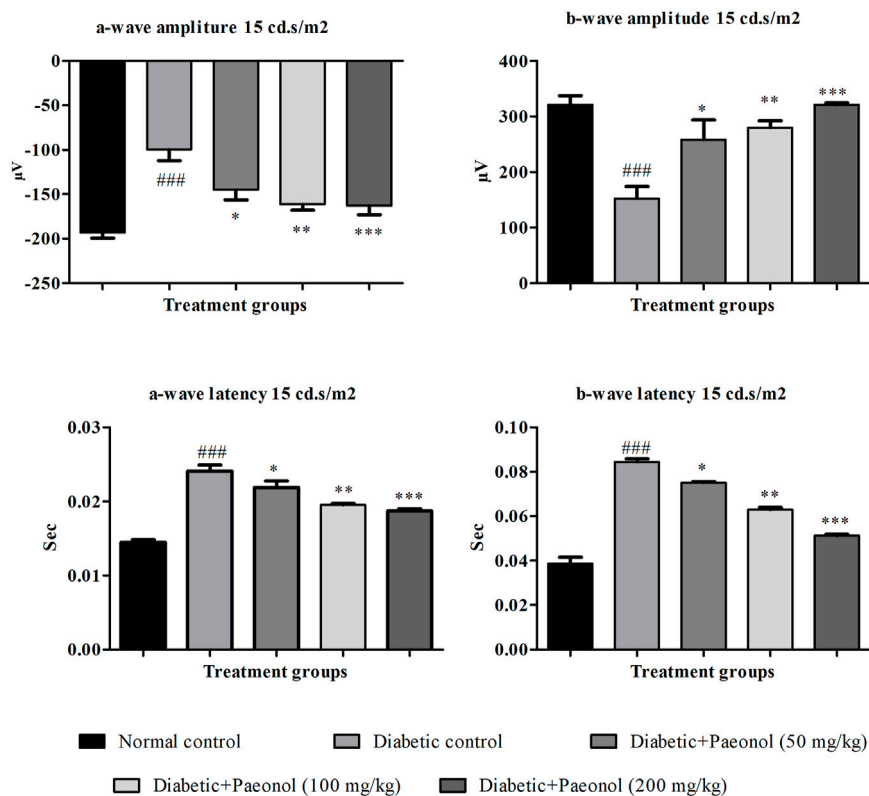 a-wave ampliture 15 cd.s/m2
0
-50
-100
-150
-200
-250
µV
###
*
**
***
Treatment groups
b-wave amplitude 15 cd.s/m2
400
300
200
100
0
µV
###
*
**
***
Treatment groups
a-wave latency 15 cd.s/m2
0.03
0.02
0.01
0.00
Sec
###
*
**
***
Treatment groups
b-wave latency 15 cd.s/m2
0.10
0.08
0.06
0.04
0.02
0.00
Sec
###
*
**
***
Treatment groups
Normal control
Diabetic control
Diabetic+Paeonol (50 mg/kg)
Diabetic+Paeonol (100 mg/kg)
Diabetic+Paeonol (200 mg/kg)